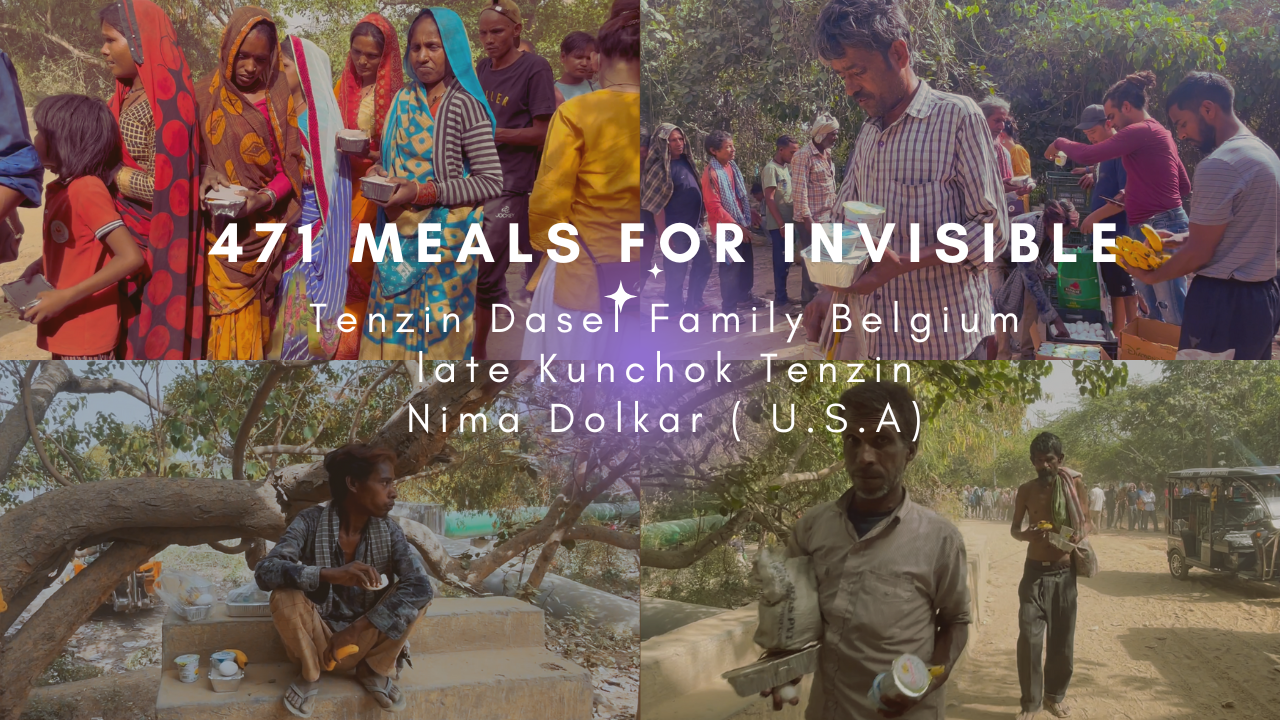 471 MEALS FOR INVISIBLE
Tenzin Dasel Family Belgium
late Kunchok Tenzin
Nima Dolkar ( U.S.A)